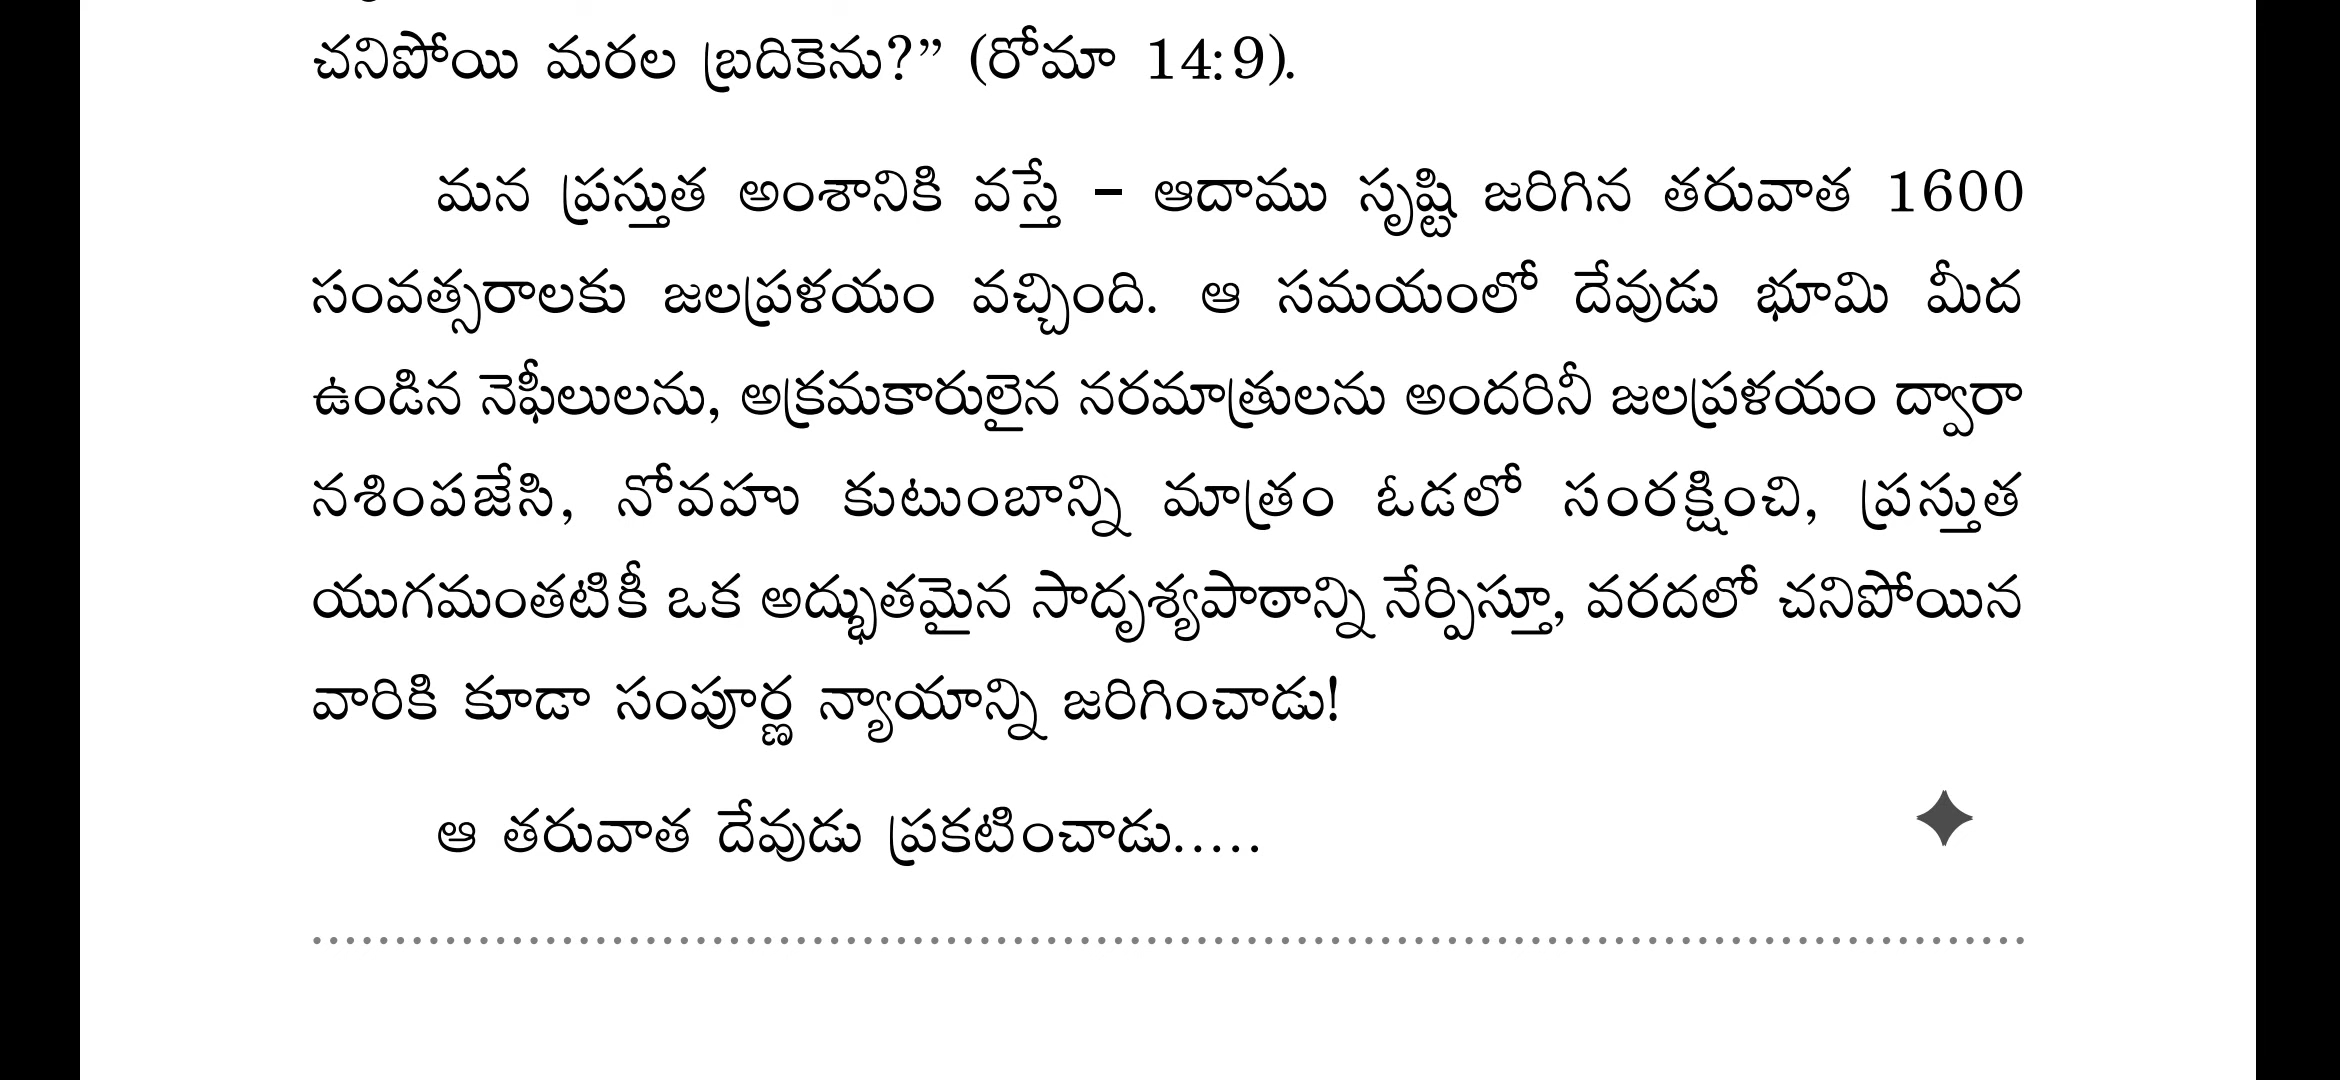 చనిపోయి మరల బ్రదికెను?” (రోమా 14:9).
మన ప్రస్తుత అంశానికి వస్తే – ఆదాము సృష్టి జరిగిన తరువాత 1600
సంవత్సరాలకు జలప్రళయం వచ్చింది. ఆ సమయంలో దేవుడు భూమి మీద
ఉండిన నెఫీలులను, అక్రమకారులైన నరమాత్రులను అందరినీ జలప్రళయం ద్వారా
నశింపజేసి, నోవహు కుటుంబాన్ని మాత్రం ఓడలో సంరక్షించి, ప్రస్తుత
యుగమంతటికీ ఒక అద్భుతమైన సాదృశ్యపాఠాన్ని నేర్పిస్తూ, వరదలో చనిపోయిన
వారికి కూడా సంపూర్ణ న్యాయాన్ని జరిగించాడు!
ఆ తరువాత దేవుడు ప్రకటించాడు.....